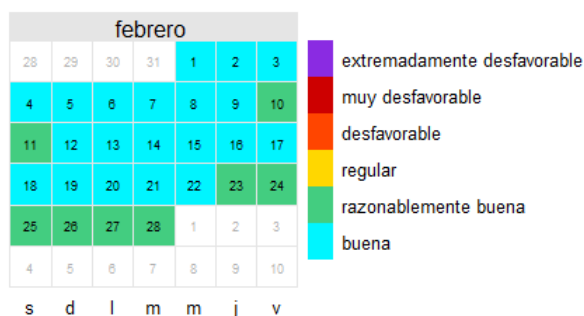 febrero
28 29 30 31 1 2 3
4 5 6 7 8 9 10
11 12 13 14 15 16 17
18 19 20 21 22 23 24
25 26 27 28 1 2 3
4 5 6 7 8 9 10
s d l m m j v
extremadamente desfavorable
muy desfavorable
desfavorable
regular
razonablemente buena
buena